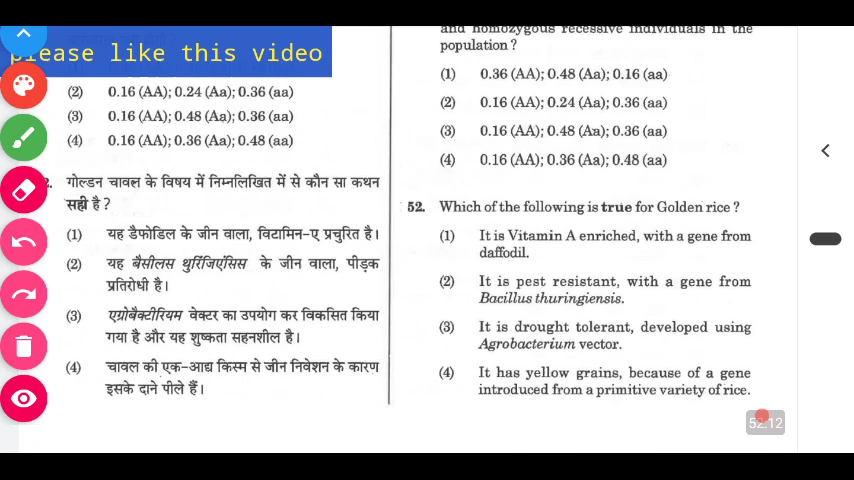 please like this video
(2) 0.16 (AA); 0.24 (Aa); 0.36 (aa)
(3) 0.16 (AA); 0.48 (Aa); 0.36 (aa)
(4) 0.16 (AA); 0.36 (Aa); 0.48 (aa)
2. गोल्डन चावल के विषय में निम्नलिखित में से कौन सा कथन
सही है ?
(1) यह डैफोडिल के जीन वाला, विटामिन-ए प्रचुरित है।
(2) यह बैसीलस थुरिंजिएंसिस के जीन वाला, पीड़क
प्रतिरोधी है।
(3) एग्रोबैक्टीरियम वेक्टर का उपयोग कर विकसित किया
गया है और यह शुष्कता सहनशील है।
(4) चावल की एक-आद्य किस्म से जीन निवेशन के कारण
इसके दाने पीले हैं।
and homozygous recessive individuals in the
population ?
(1) 0.36 (AA); 0.48 (Aa); 0.16 (aa)
(2) 0.16 (AA); 0.24 (Aa); 0.36 (aa)
(3) 0.16 (AA); 0.48 (Aa); 0.36 (aa)
(4) 0.16 (AA); 0.36 (Aa); 0.48 (aa)
52. Which of the following is true for Golden rice ?
(1) It is Vitamin A enriched, with a gene from
daffodil.
(2) It is pest resistant, with a gene from
Bacillus thuringiensis.
(3) It is drought tolerant, developed using
Agrobacterium vector.
(4) It has yellow grains, because of a gene
introduced from a primitive variety of rice.
52:12